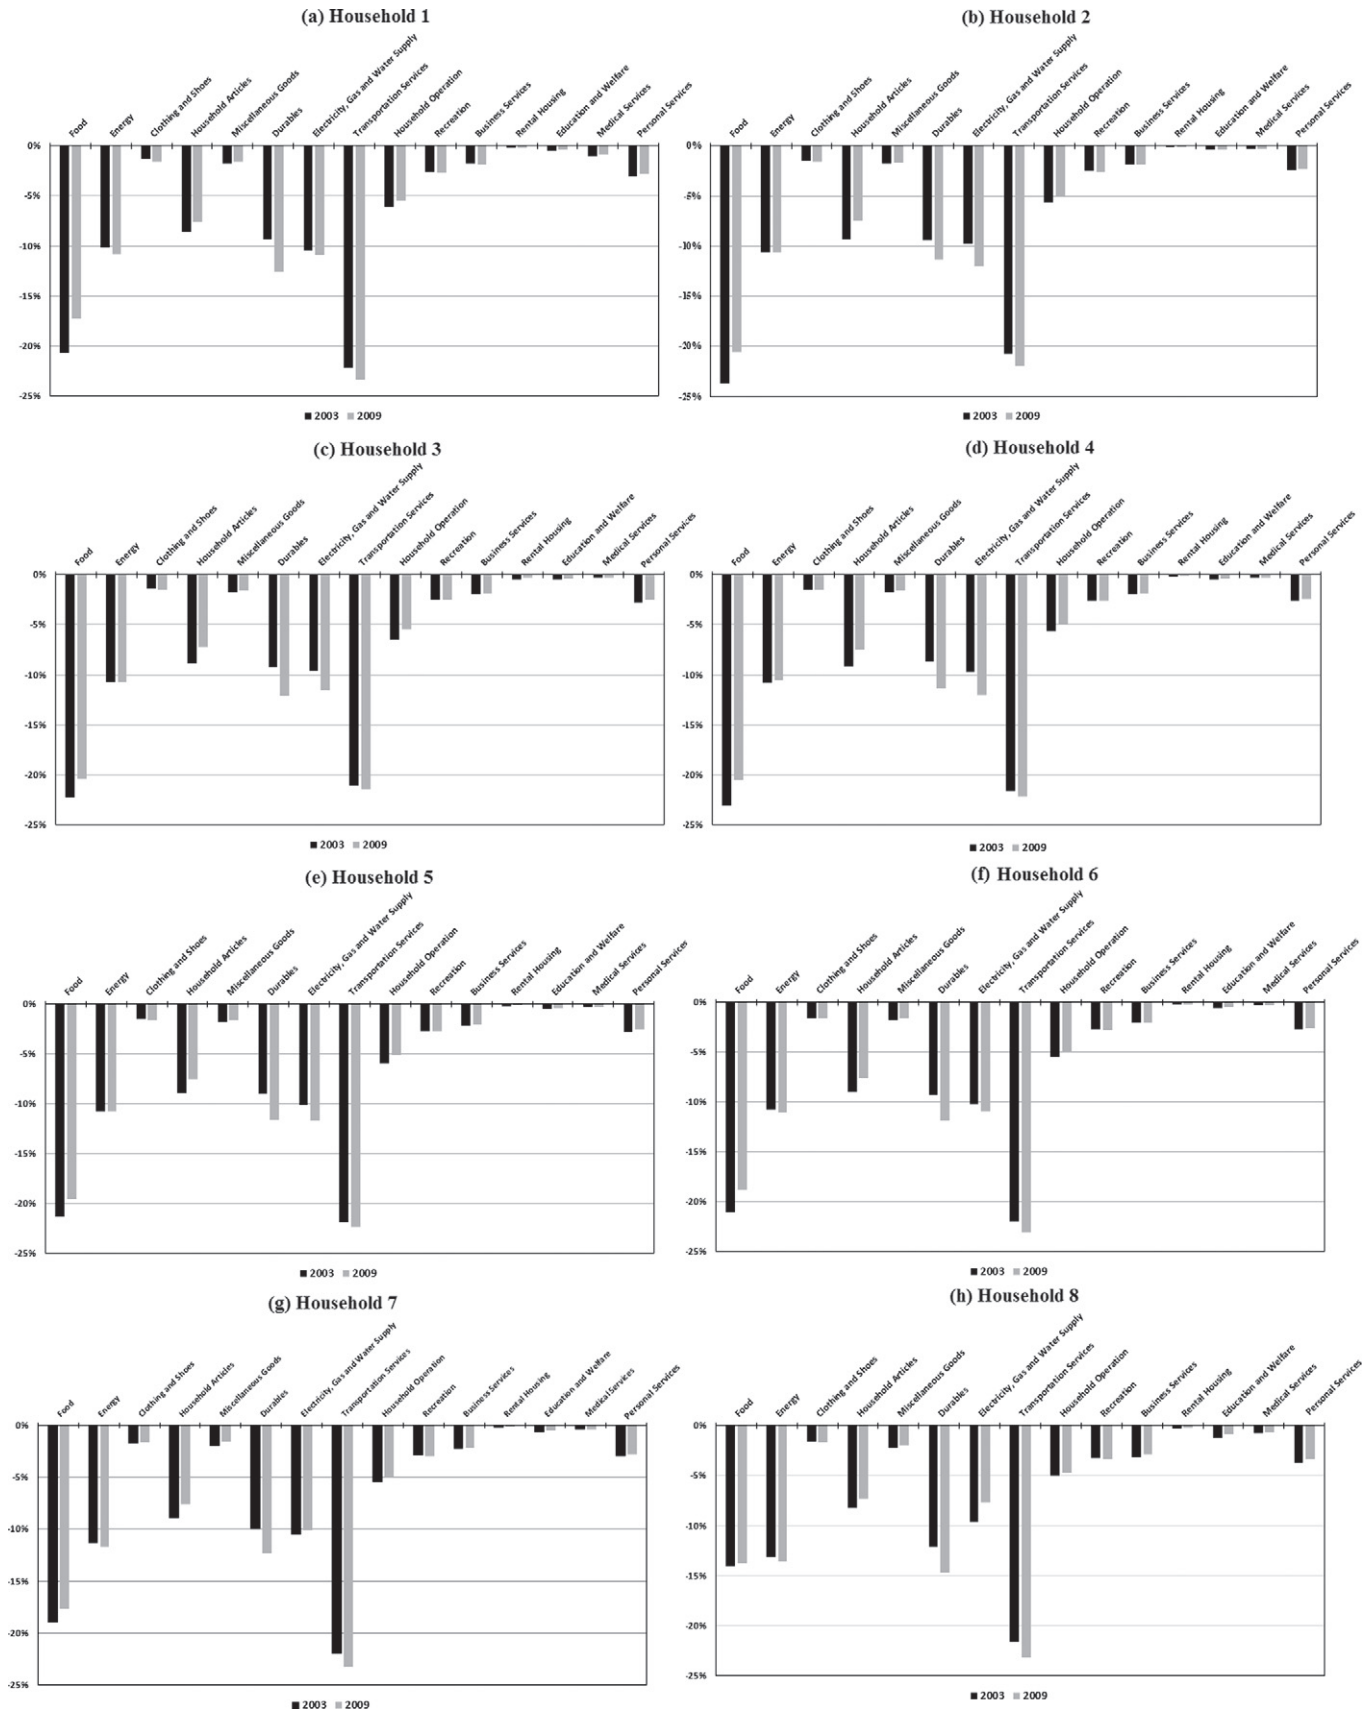 (a) Household 1
Food
Energy
Clothing and Shoes
Household Articles
Miscellaneous Goods
Durables
Electricity, Gas and Water Supply
Transportation Services
Household Operation
Recreation
Business Services
Rental Housing
Education and Welfare
Medical Services
Personal Services
0%
-5%
-10%
-15%
-20%
-25%
2003 2009
(b) Household 2
Food
Energy
Clothing and Shoes
Household Articles
Miscellaneous Goods
Durables
Electricity, Gas and Water Supply
Transportation Services
Household Operation
Recreation
Business Services
Rental Housing
Education and Welfare
Medical Services
Personal Services
0%
-5%
-10%
-15%
-20%
-25%
2003 2009
(c) Household 3
Food
Energy
Clothing and Shoes
Household Articles
Miscellaneous Goods
Durables
Electricity, Gas and Water Supply
Transportation Services
Household Operation
Recreation
Business Services
Rental Housing
Education and Welfare
Medical Services
Personal Services
0%
-5%
-10%
-15%
-20%
-25%
2003 2009
(d) Household 4
Food
Energy
Clothing and Shoes
Household Articles
Miscellaneous Goods
Durables
Electricity, Gas and Water Supply
Transportation Services
Household Operation
Recreation
Business Services
Rental Housing
Education and Welfare
Medical Services
Personal Services
0%
-5%
-10%
-15%
-20%
-25%
2003 2009
(e) Household 5
Food
Energy
Clothing and Shoes
Household Articles
Miscellaneous Goods
Durables
Electricity, Gas and Water Supply
Transportation Services
Household Operation
Recreation
Business Services
Rental Housing
Education and Welfare
Medical Services
Personal Services
0%
-5%
-10%
-15%
-20%
-25%
2003 2009
(f) Household 6
Food
Energy
Clothing and Shoes
Household Articles
Miscellaneous Goods
Durables
Electricity, Gas and Water Supply
Transportation Services
Household Operation
Recreation
Business Services
Rental Housing
Education and Welfare
Medical Services
Personal Services
0%
-5%
-10%
-15%
-20%
-25%
2003 2009
(g) Household 7
Food
Energy
Clothing and Shoes
Household Articles
Miscellaneous Goods
Durables
Electricity, Gas and Water Supply
Transportation Services
Household Operation
Recreation
Business Services
Rental Housing
Education and Welfare
Medical Services
Personal Services
0%
-5%
-10%
-15%
-20%
-25%
2003 2009
(h) Household 8
Food
Energy
Clothing and Shoes
Household Articles
Miscellaneous Goods
Durables
Electricity, Gas and Water Supply
Transportation Services
Household Operation
Recreation
Business Services
Rental Housing
Education and Welfare
Medical Services
Personal Services
0%
-5%
-10%
-15%
-20%
-25%
2003 2009